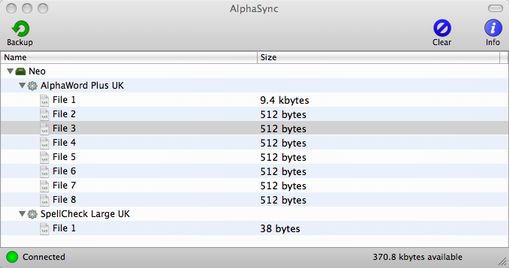 AlphaSync
Backup Clear Info
Name Size
Neo
AlphaWord Plus UK
File 1 9.4 kbytes
File 2 512 bytes
File 3 512 bytes
File 4 512 bytes
File 5 512 bytes
File 6 512 bytes
File 7 512 bytes
File 8 512 bytes
SpellCheck Large UK
File 1 38 bytes
Connected 370.8 kbytes available